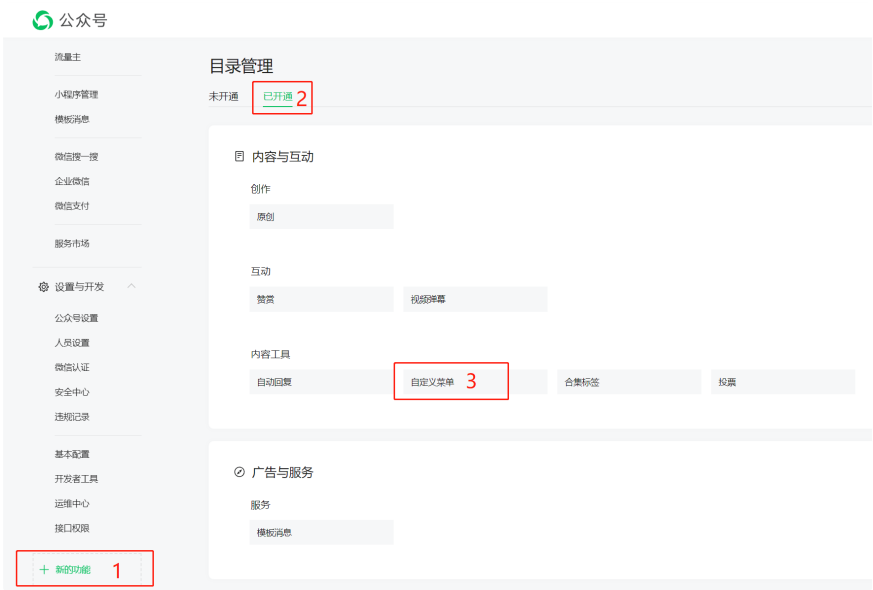 公众号
流量主
小程序管理
模板消息
微信搜一搜
企业微信
微信支付
服务市场
设置与开发
公众号设置
人员设置
微信认证
安全中心
违规记录
基本配置
开发者工具
运维中心
接口权限
+ 新的功能 1
目录管理
未开通 已开通 2
内容与互动
创作
原创
互动
赞赏 视频弹幕
内容工具
自动回复 自定义菜单 3 合集标签 投票
广告与服务
服务
模板消息